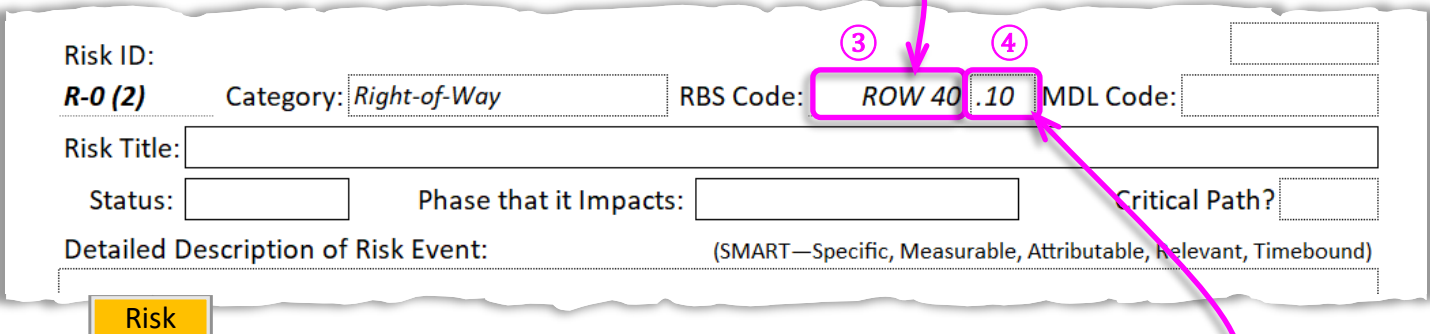 ③ ④
Risk ID:
R-0 (2) Category: Right-of-Way RBS Code: ROW 40 .10 MDL Code:
Risk Title:
Status: Phase that it Impacts: Critical Path?
Detailed Description of Risk Event: (SMART—Specific, Measurable, Attributable, Relevant, Timebound)
Risk